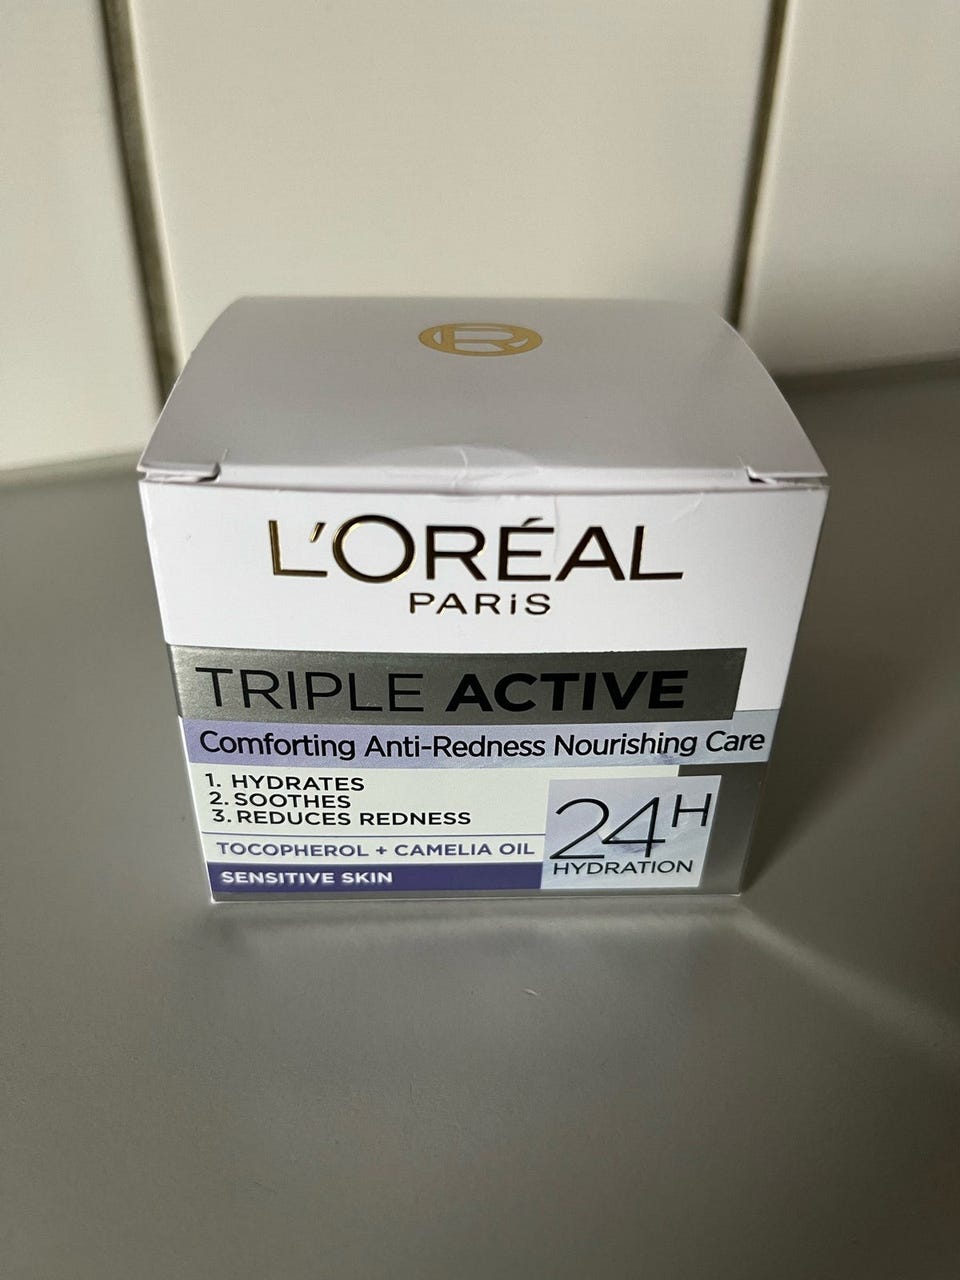 L'ORÉAL
PARiS
TRIPLE ACTIVE
Comforting Anti-Redness Nourishing Care
1. HYDRATES
2. SOOTHES
3. REDUCES REDNESS
TOCOPHEROL + CAMELIA OIL
SENSITIVE SKIN
24H
HYDRATION